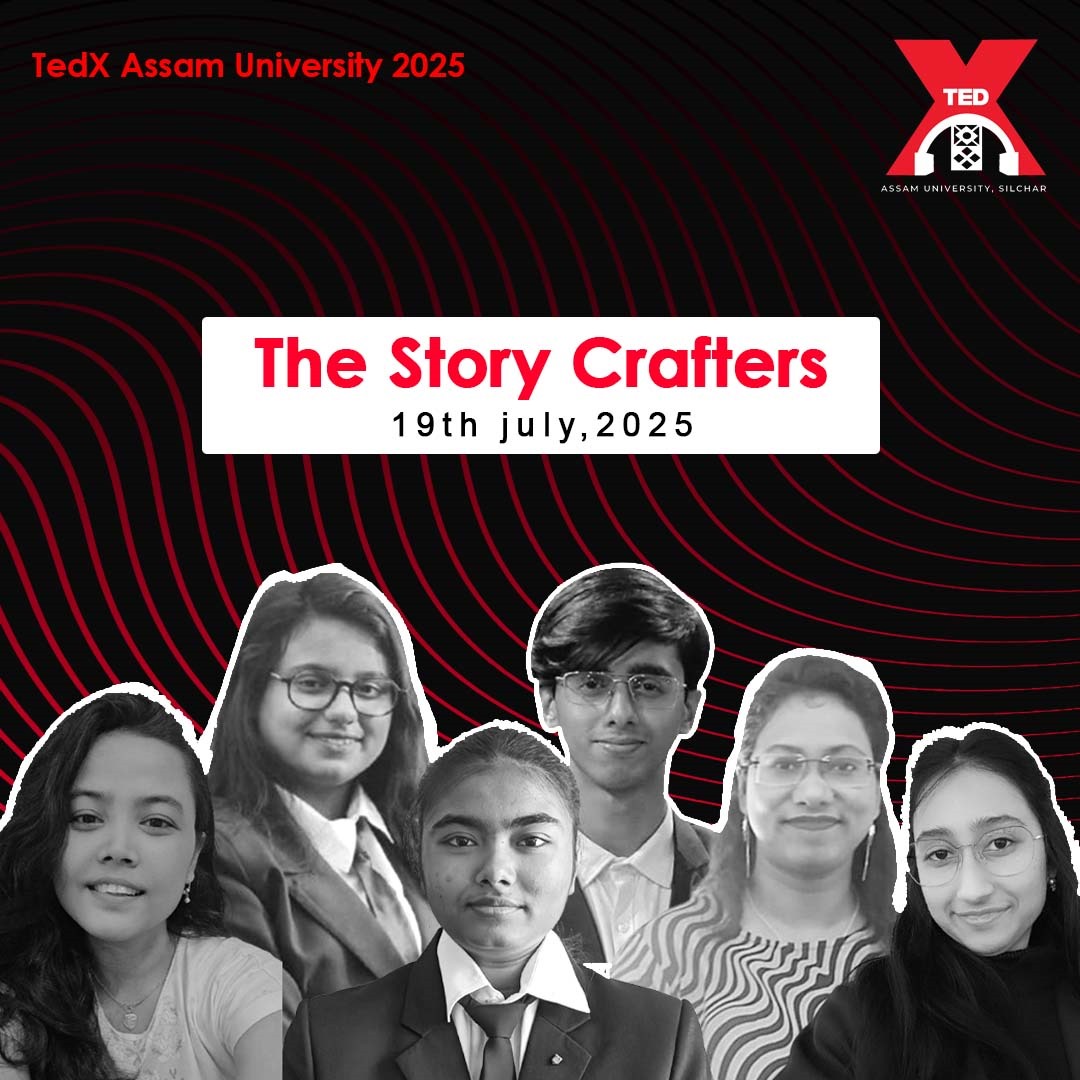 TedX Assam University 2025
TED
ASSAM UNIVERSITY, SILCHAR
The Story Crafters
19th july,2025